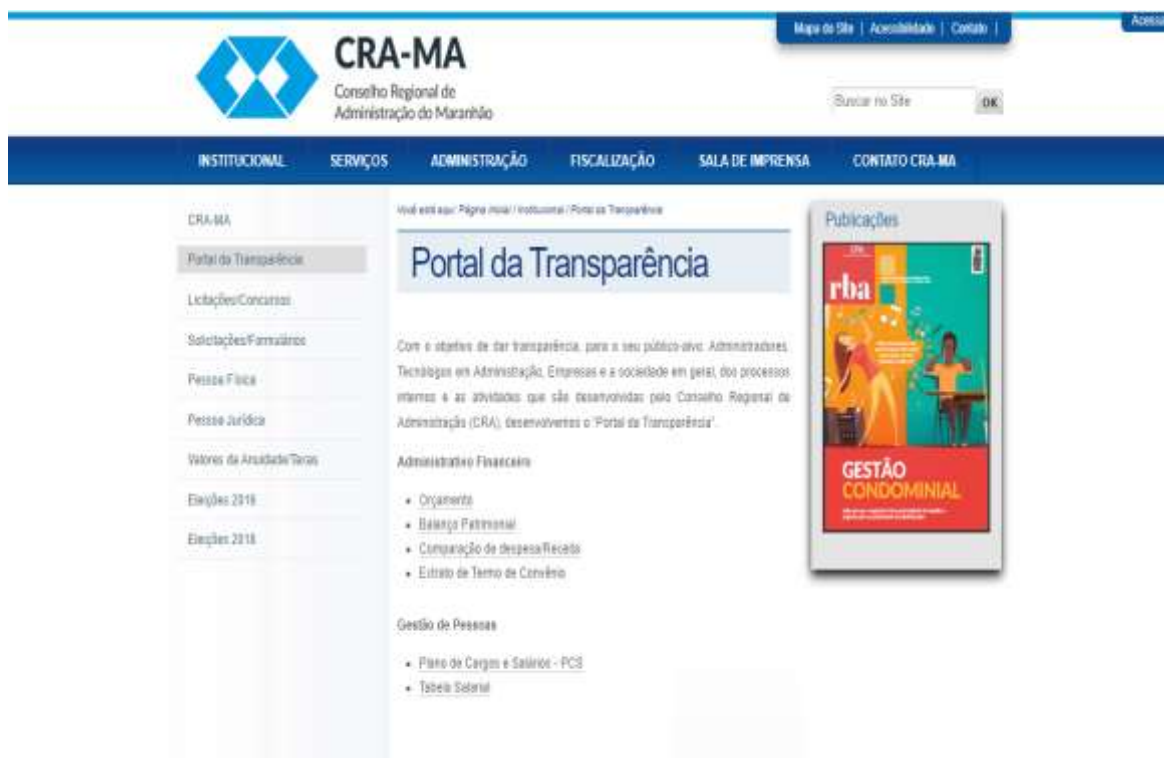 Mapa do Site | Acessibilidade | Contato |
CRA-MA
Conselho Regional de
Administração do Maranhão
Buscar no Site OK
INSTITUCIONAL SERVIÇOS ADMINISTRAÇÃO FISCALIZAÇÃO SALA DE IMPRENSA CONTATO CRA-MA
CRA-MA
Portal da Transparência
Licitações/Concursos
Solicitações/Formulários
Pessoa Física
Pessoa Jurídica
Valores da Anuidade/Taxas
Eleições 2018
Eleições 2018
Você está aqui: Página inicial / Institucional / Portal da Transparência
Portal da Transparência
Com o objetivo de dar transparência, para o seu público-alvo: Administradores,
Tecnólogos em Administração, Empresas e a sociedade em geral, dos processos
internos e as atividades que são desenvolvidas pelo Conselho Regional de
Administração (CRA), desenvolvemos o "Portal da Transparência".
Administrativo Financeiro
Orçamento
Balanço Patrimonial
Comparação de despesa/Receita
Extrato de Termo de Convênio
Gestão de Pessoas
Plano de Cargos e Salários - PCS
Tabela Salarial
Publicações
rba
GESTÃO
CONDOMINIAL